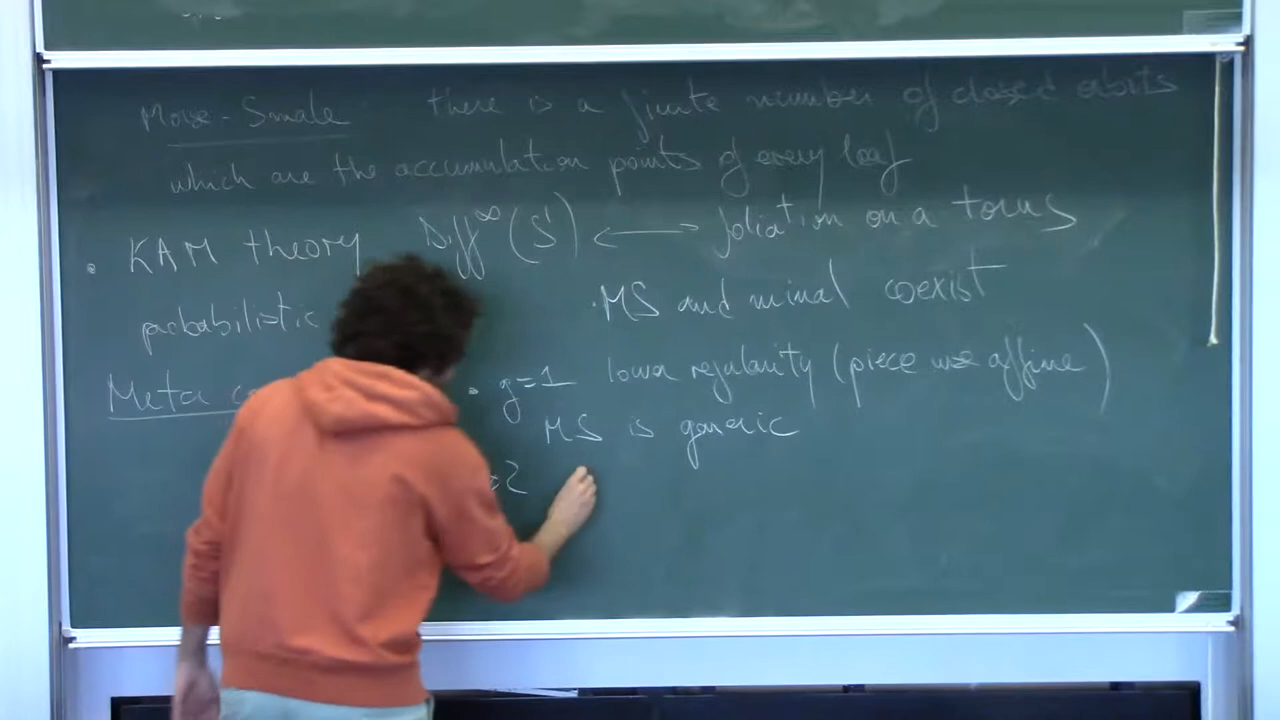 Morse-Smale there is a finite number of closed orbits
which are the accumulation points of every leaf
• KAM theory Diff^∞(S¹) ←→ foliation on a torus
probabilistic · MS and minal coexist
Meta • g=1 lower regularity (piece wise affine)
MS is generic
2